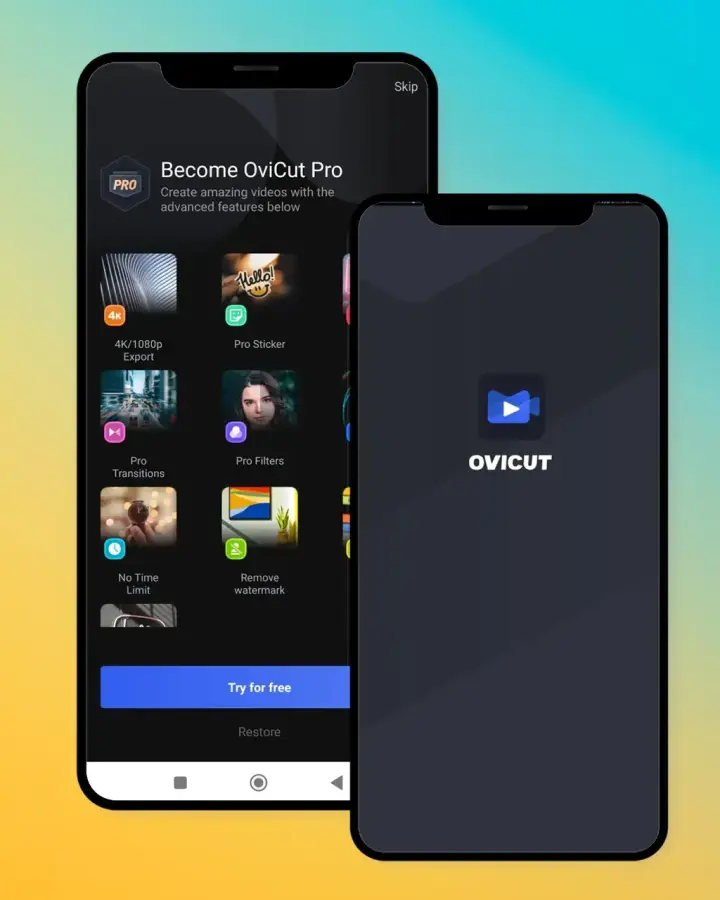 Skip
PRO
Become OviCut Pro
Create amazing videos with the
advanced features below
Hello!
4K
4K/1080p
Export
Pro Sticker
Pro
Transitions
Pro Filters
No Time
Limit
Remove
watermark
Try for free
Restore
OVICUT